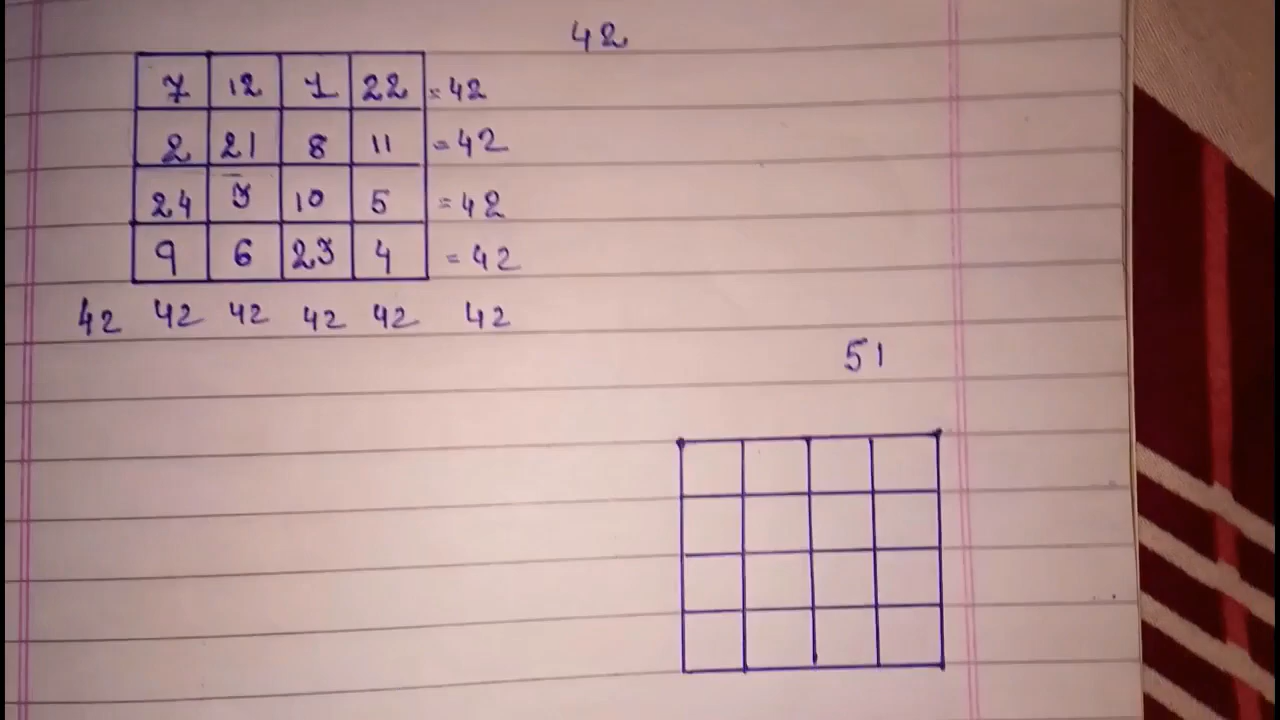 42
7 12 1 22 = 42
2 21 8 11 = 42
24 3 10 5 = 42
9 6 23 4 = 42
42 42 42 42 42 42
51